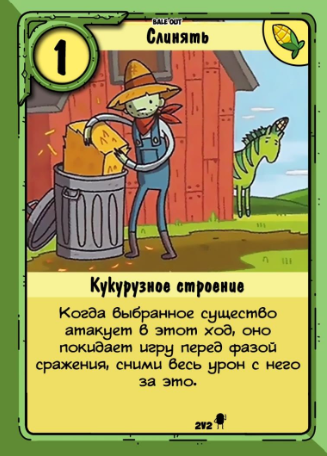 BALE OUT
1
Слинять
Кукурузное строение
Когда выбранное существо
атакует в этот ход, оно
покидает игру перед фазой
сражения, сними весь урон с него
за это.
2V2